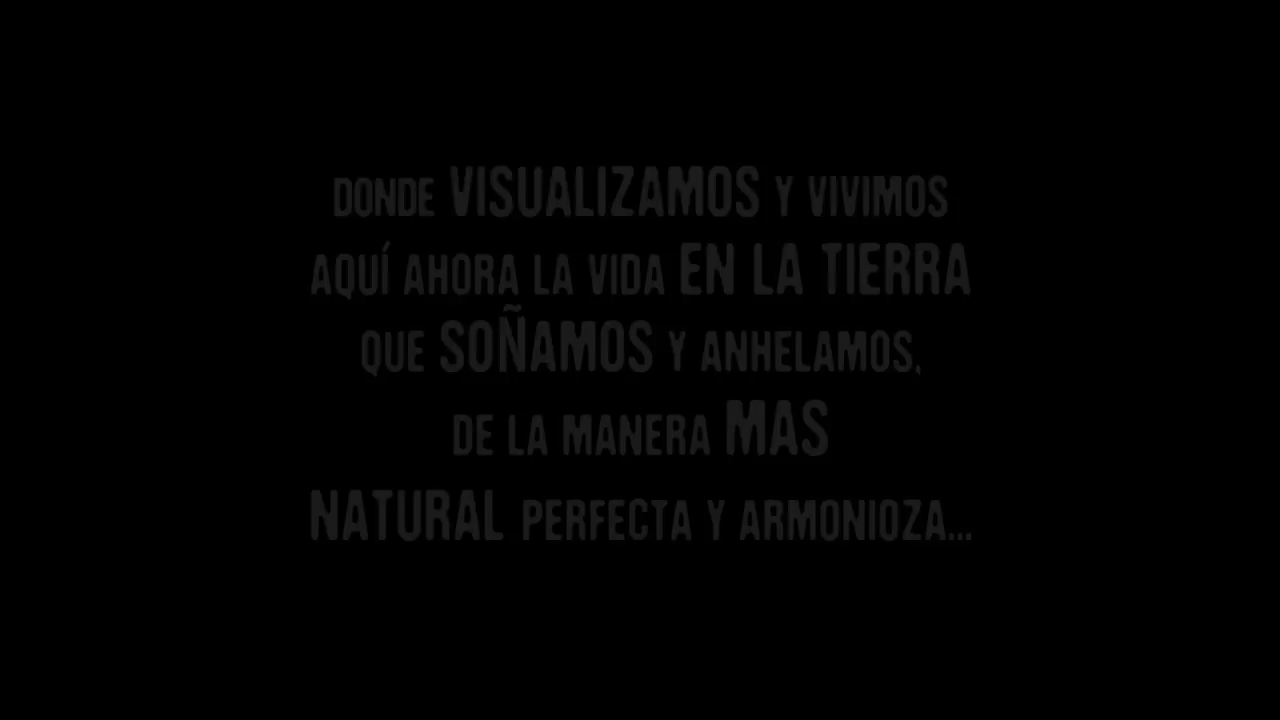 DONDE VISUALIZAMOS Y VIVIMOS
AQUÍ AHORA LA VIDA EN LA TIERRA
QUE SOÑAMOS Y ANHELAMOS,
DE LA MANERA MAS
NATURAL PERFECTA Y ARMONIOZA...